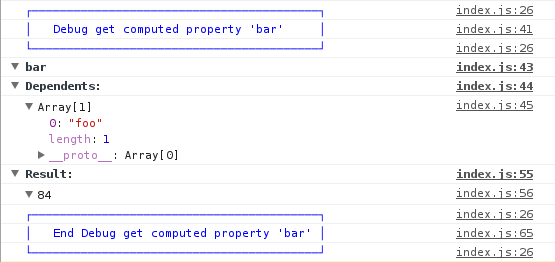 index.js:26
Debug get computed property 'bar' index.js:41
index.js:26
▼ bar index.js:43
▼ Dependents: index.js:44
▼ Array[1] index.js:45
0: "foo"
length: 1
▶ __proto__: Array[0]
▼ Result: index.js:55
▼ 84 index.js:56
index.js:26
End Debug get computed property 'bar' index.js:65
index.js:26